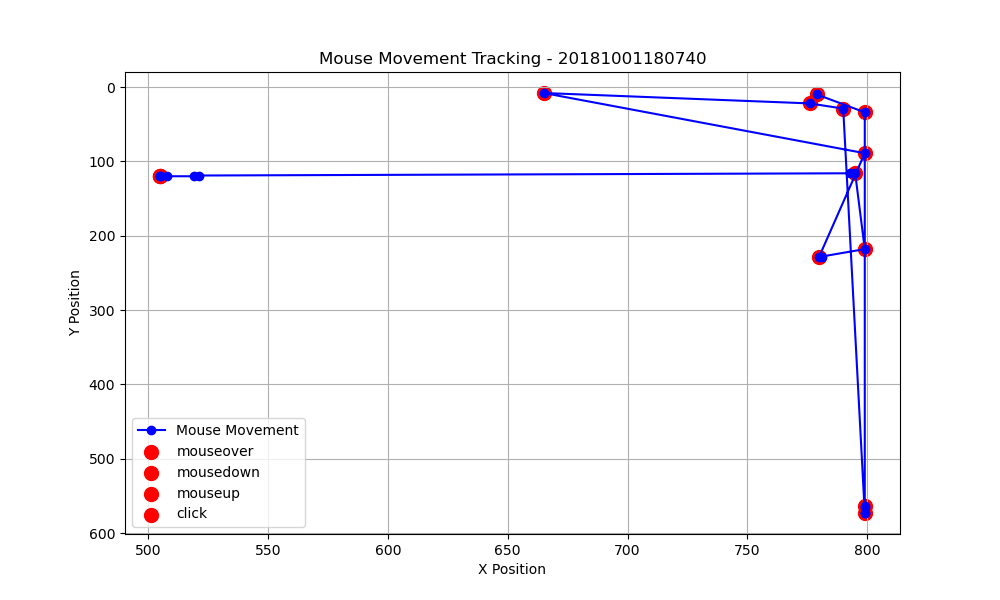 Mouse Movement Tracking - 20181001180740
0
100
200
300
400
500
600
Y Position
Mouse Movement
mouseover
mousedown
mouseup
click
500
550
600
650
700
750
800
X Position